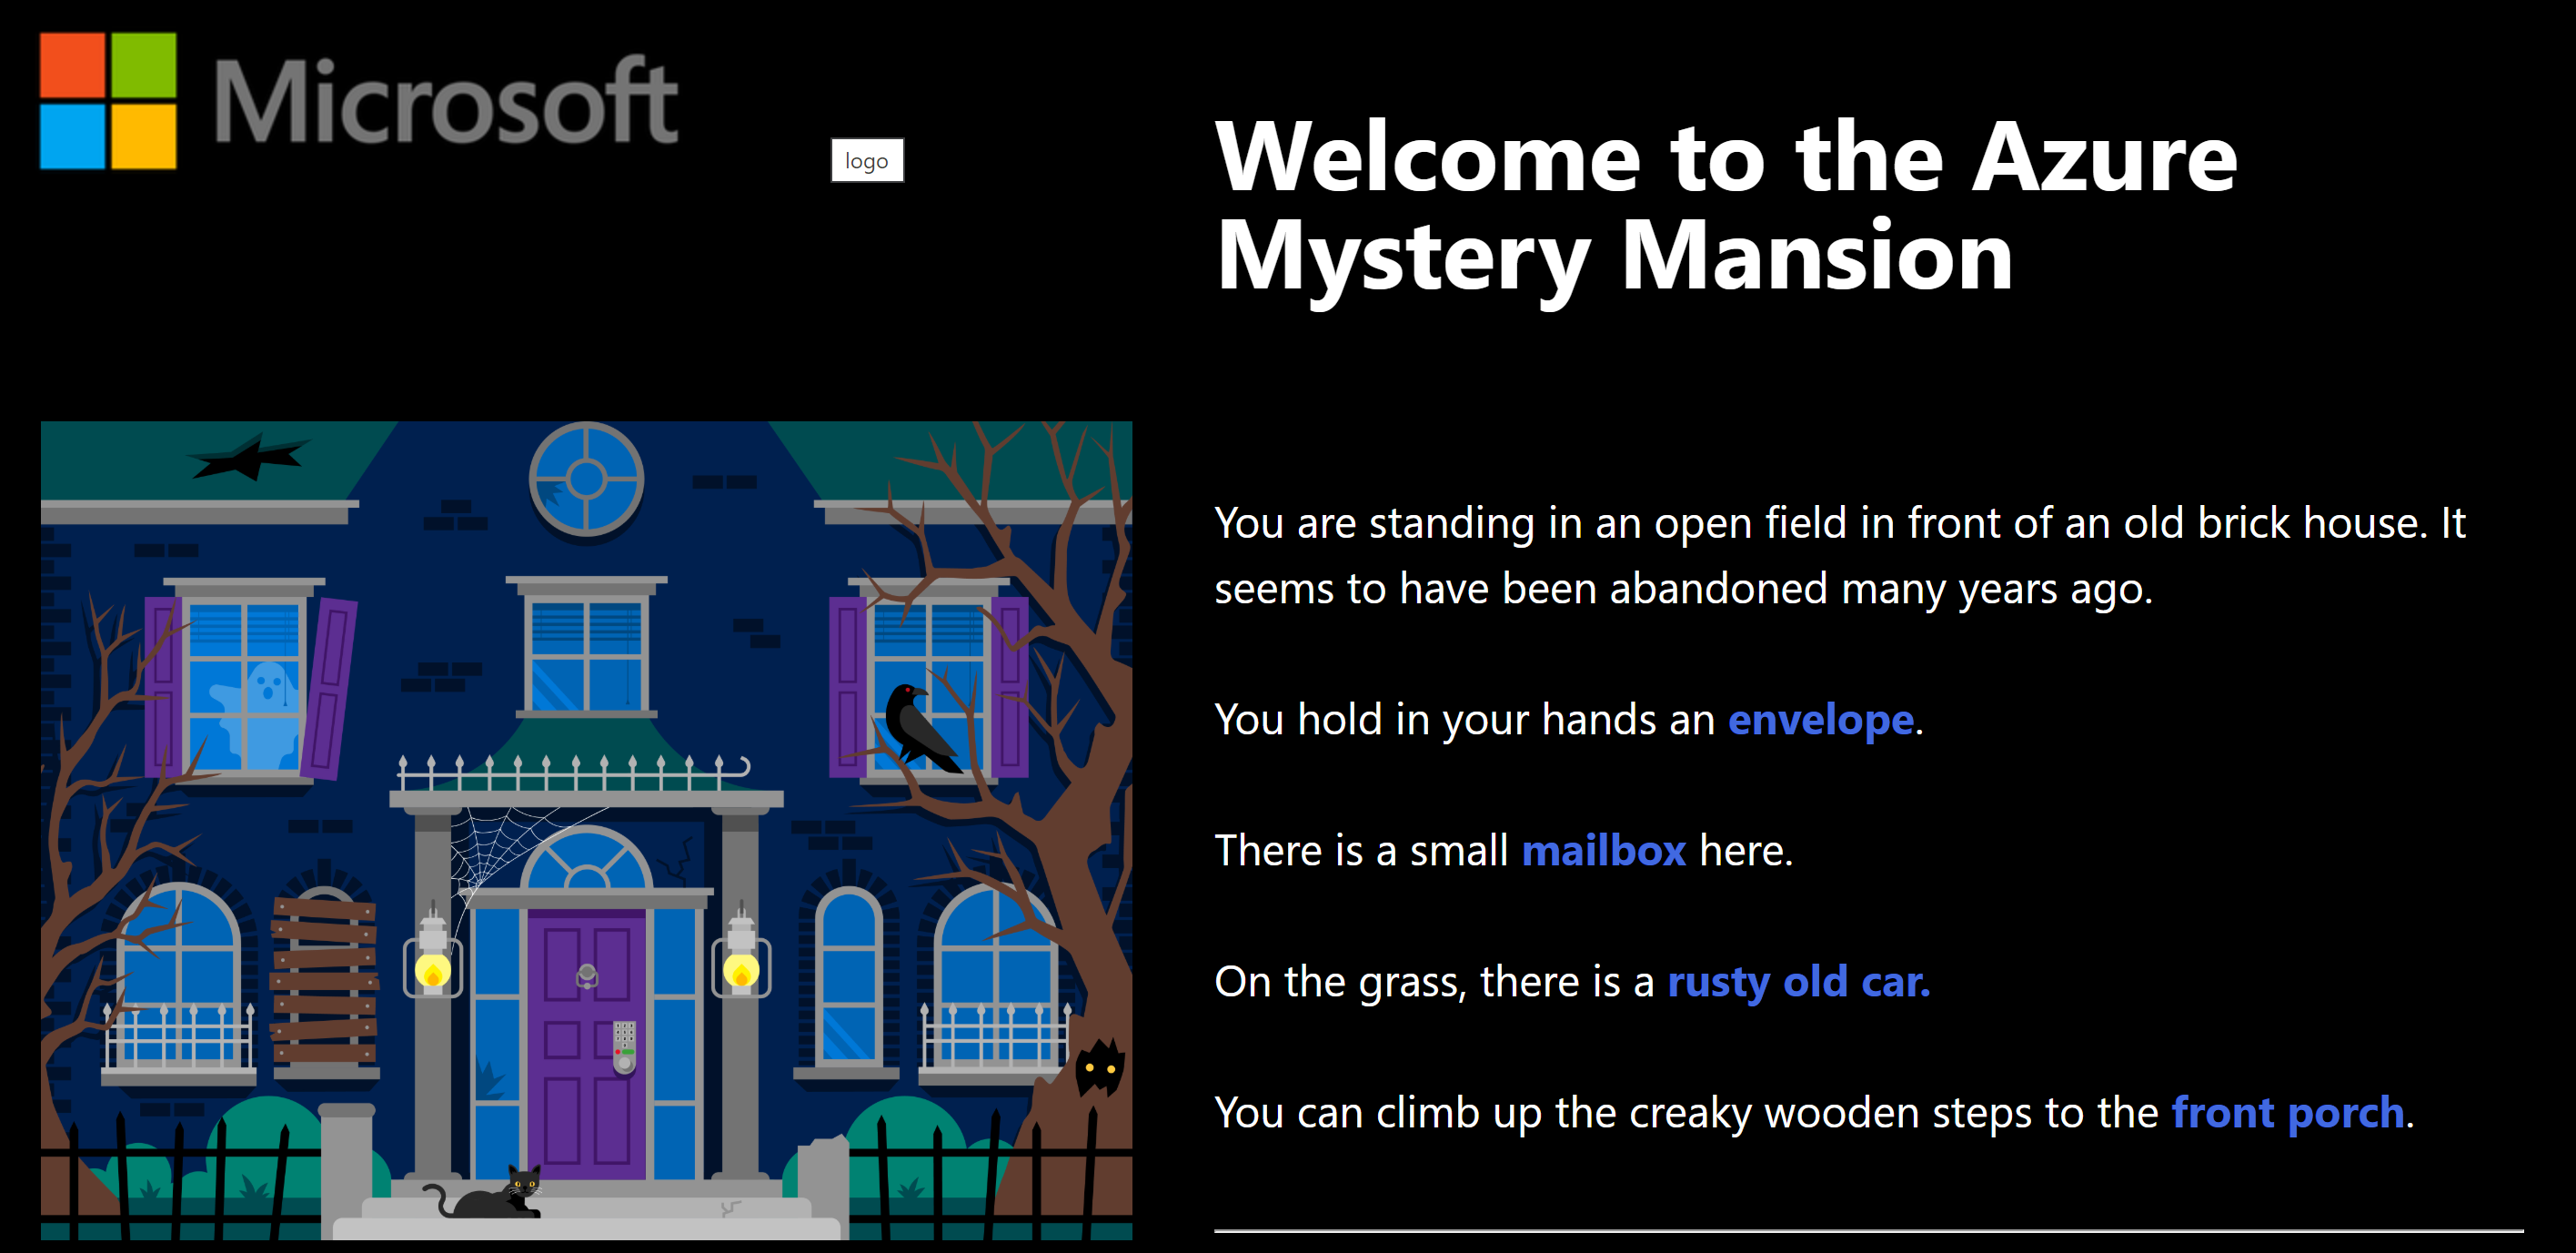 Microsoft
logo
Welcome to the Azure
Mystery Mansion
You are standing in an open field in front of an old brick house. It
seems to have been abandoned many years ago.
You hold in your hands an envelope.
There is a small mailbox here.
On the grass, there is a rusty old car.
You can climb up the creaky wooden steps to the front porch.